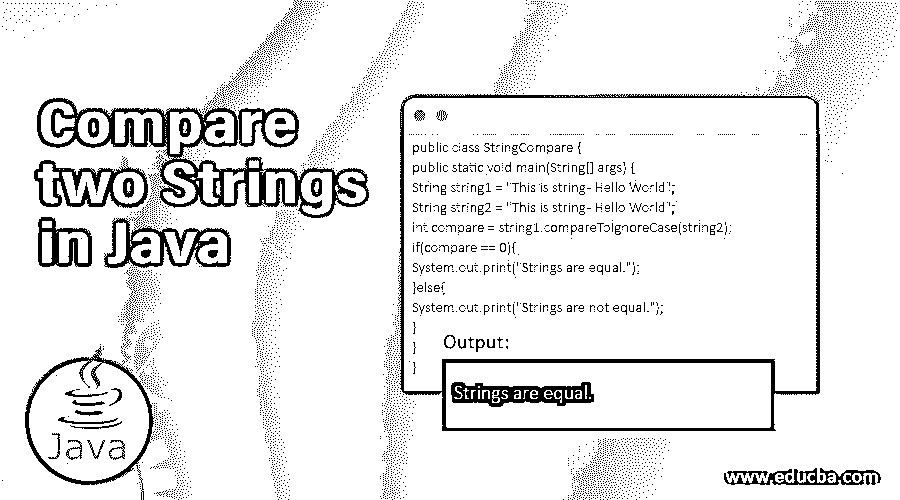 Compare
two Strings
in Java
public class StringCompare {
public static void main(String[] args) {
String string1 = "This is string- Hello World";
String string2 = "This is string- Hello World";
int compare = string1.compareToIgnoreCase(string2);
if(compare == 0){
System.out.print("Strings are equal.");
}else{
System.out.print("Strings are not equal.");
}
}
}
Output:
Strings are equal.
Java
www.educba.com